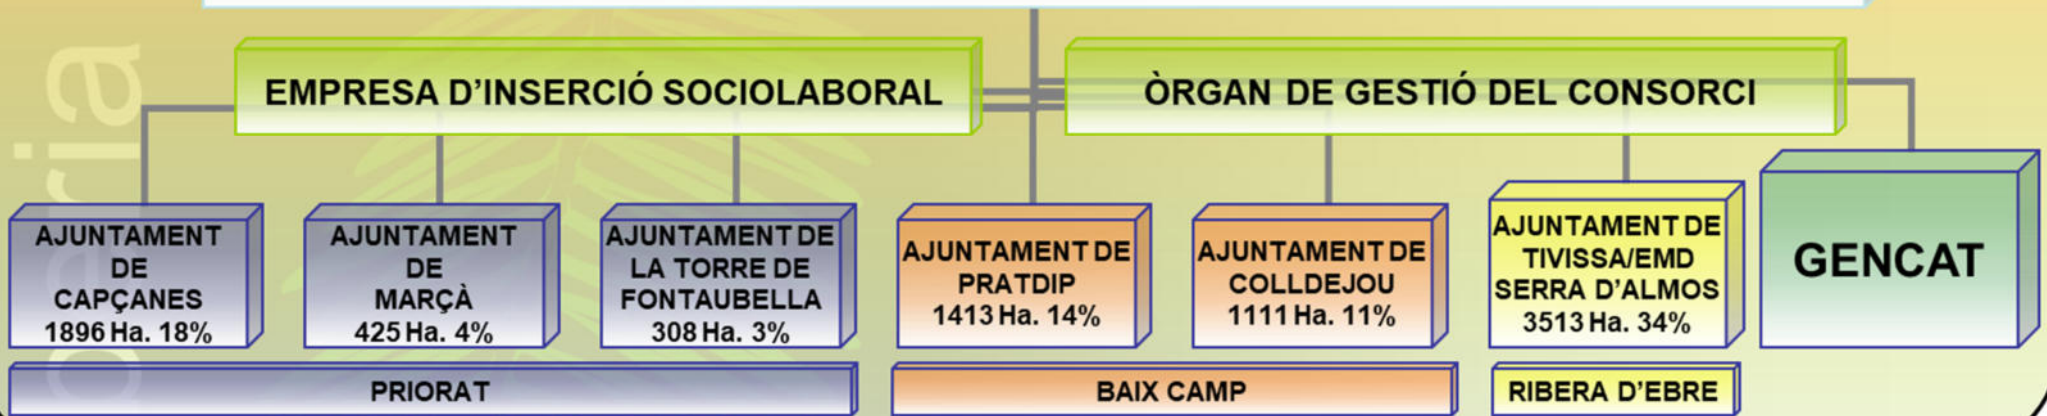 EMPRESA D'INSERCIÓ SOCIOLABORAL
ÒRGAN DE GESTIÓ DEL CONSORCI
AJUNTAMENT
DE
CAPÇANES
1896 Ha. 18%
AJUNTAMENT
DE
MARÇÀ
425 Ha. 4%
AJUNTAMENT DE
LA TORRE DE
FONTAUBELLA
308 Ha. 3%
AJUNTAMENT DE
PRATDIP
1413 Ha. 14%
AJUNTAMENT DE
COLLDEJOU
1111 Ha. 11%
AJUNTAMENT DE
TIVISSA/EMD
SERRA D'ALMOS
3513 Ha. 34%
GENCAT
PRIORAT
BAIX CAMP
RIBERA D'EBRE